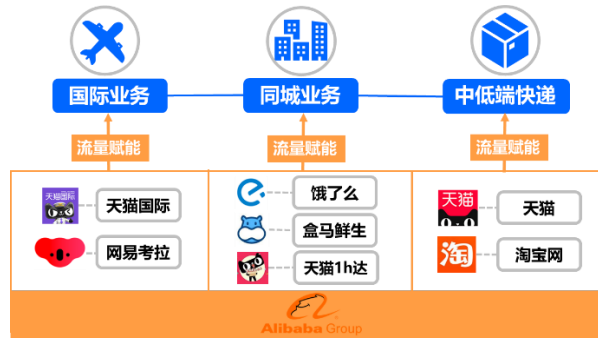 国际业务
同城业务
中低端快递
流量赋能
流量赋能
流量赋能
天猫国际
天猫国际
网易考拉
饿了么
盒马鲜生
天猫1h达
天猫
天猫
淘
淘宝网
Alibaba Group